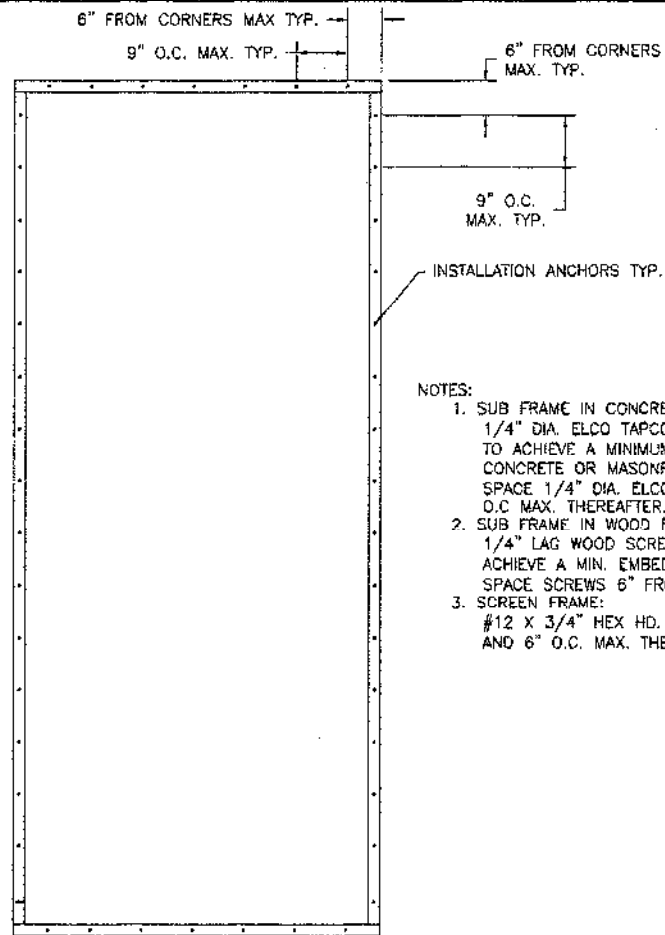 6" FROM CORNERS MAX TYP.
9" O.C. MAX. TYP.
6" FROM CORNERS
MAX. TYP.
9" O.C.
MAX. TYP.
INSTALLATION ANCHORS TYP.
NOTES:
1. SUB FRAME IN CONCRE
1/4" DIA. ELCO TAPCO
TO ACHIEVE A MINIMUM
CONCRETE OR MASONR
SPACE 1/4" DIA. ELCO
O.C MAX. THEREAFTER.
2. SUB FRAME IN WOOD F
1/4" LAG WOOD SCRE
ACHIEVE A MIN. EMBED
SPACE SCREWS 6" FRO
3. SCREEN FRAME:
#12 X 3/4" HEX HD.
AND 6" O.C. MAX. THE